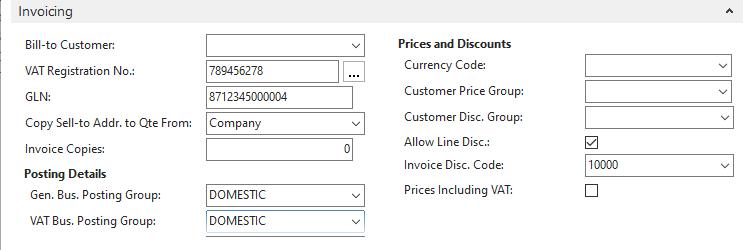 Invoicing
Bill-to Customer:
VAT Registration No.: 789456278 ...
GLN: 8712345000004
Copy Sell-to Addr. to Qte From: Company
Invoice Copies: 0
Posting Details
Gen. Bus. Posting Group: DOMESTIC
VAT Bus. Posting Group: DOMESTIC
Prices and Discounts
Currency Code:
Customer Price Group:
Customer Disc. Group:
Allow Line Disc.:
Invoice Disc. Code: 10000
Prices Including VAT: